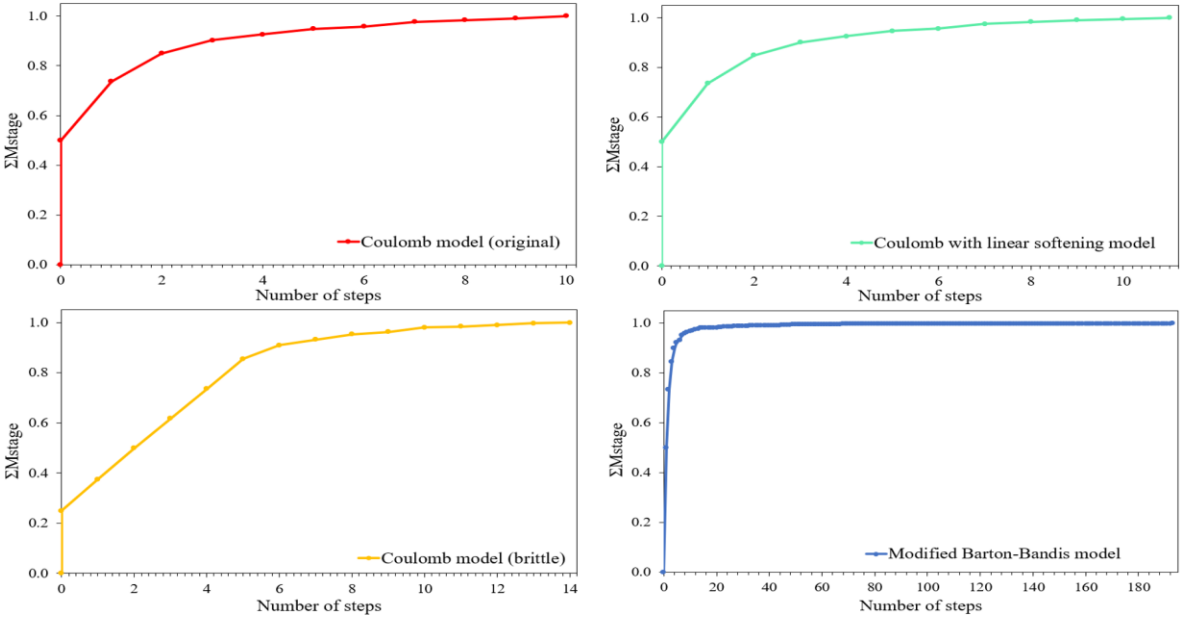 1.0
0.8
0.6
0.4
0.2
0.0
ΣMstage
Coulomb model (original)
0 2 4 6 8 10
Number of steps
1.0
0.8
0.6
0.4
0.2
0.0
ΣMstage
Coulomb with linear softening model
0 2 4 6 8 10
Number of steps
1.0
0.8
0.6
0.4
0.2
0.0
ΣMstage
Coulomb model (brittle)
0 2 4 6 8 10 12 14
Number of steps
1.0
0.8
0.6
0.4
0.2
0.0
ΣMstage
Modified Barton-Bandis model
0 20 40 60 80 100 120 140 160 180
Number of steps